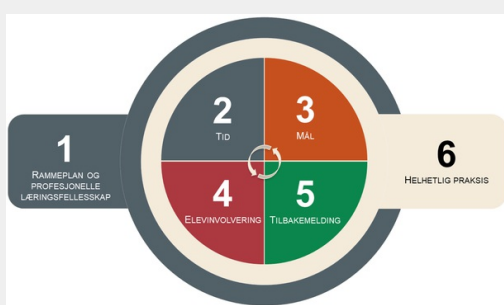 1
RAMMEPLAN OG
PROFESJONELLE
LÆRINGSFELLESSKAP
2
TID
3
MÅL
4
ELEVINVOLVERING
5
TILBAKEMELDING
6
HELHETLIG PRAKSIS